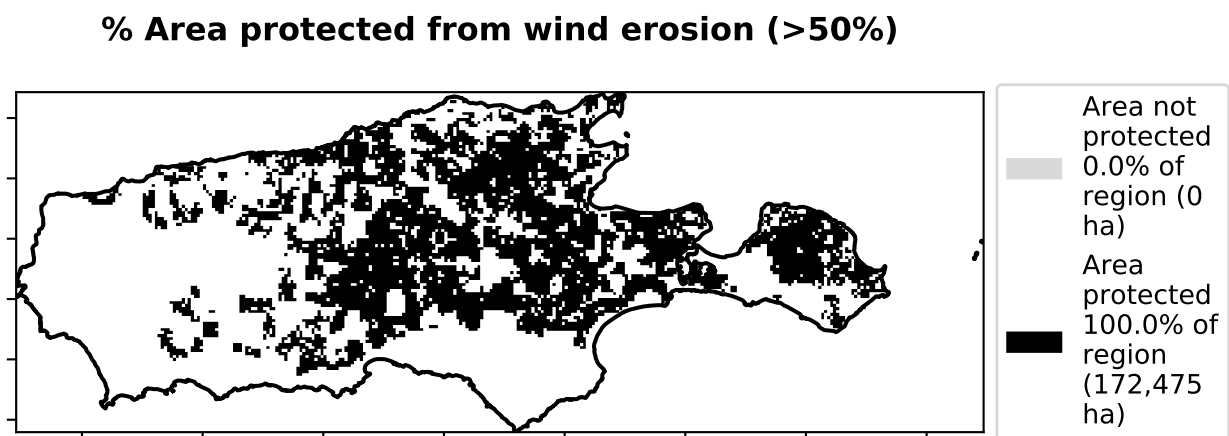 % Area protected from wind erosion (>50%)
Area not
protected
0.0% of
region (0
ha)
Area
protected
100.0% of
region
(172,475
ha)